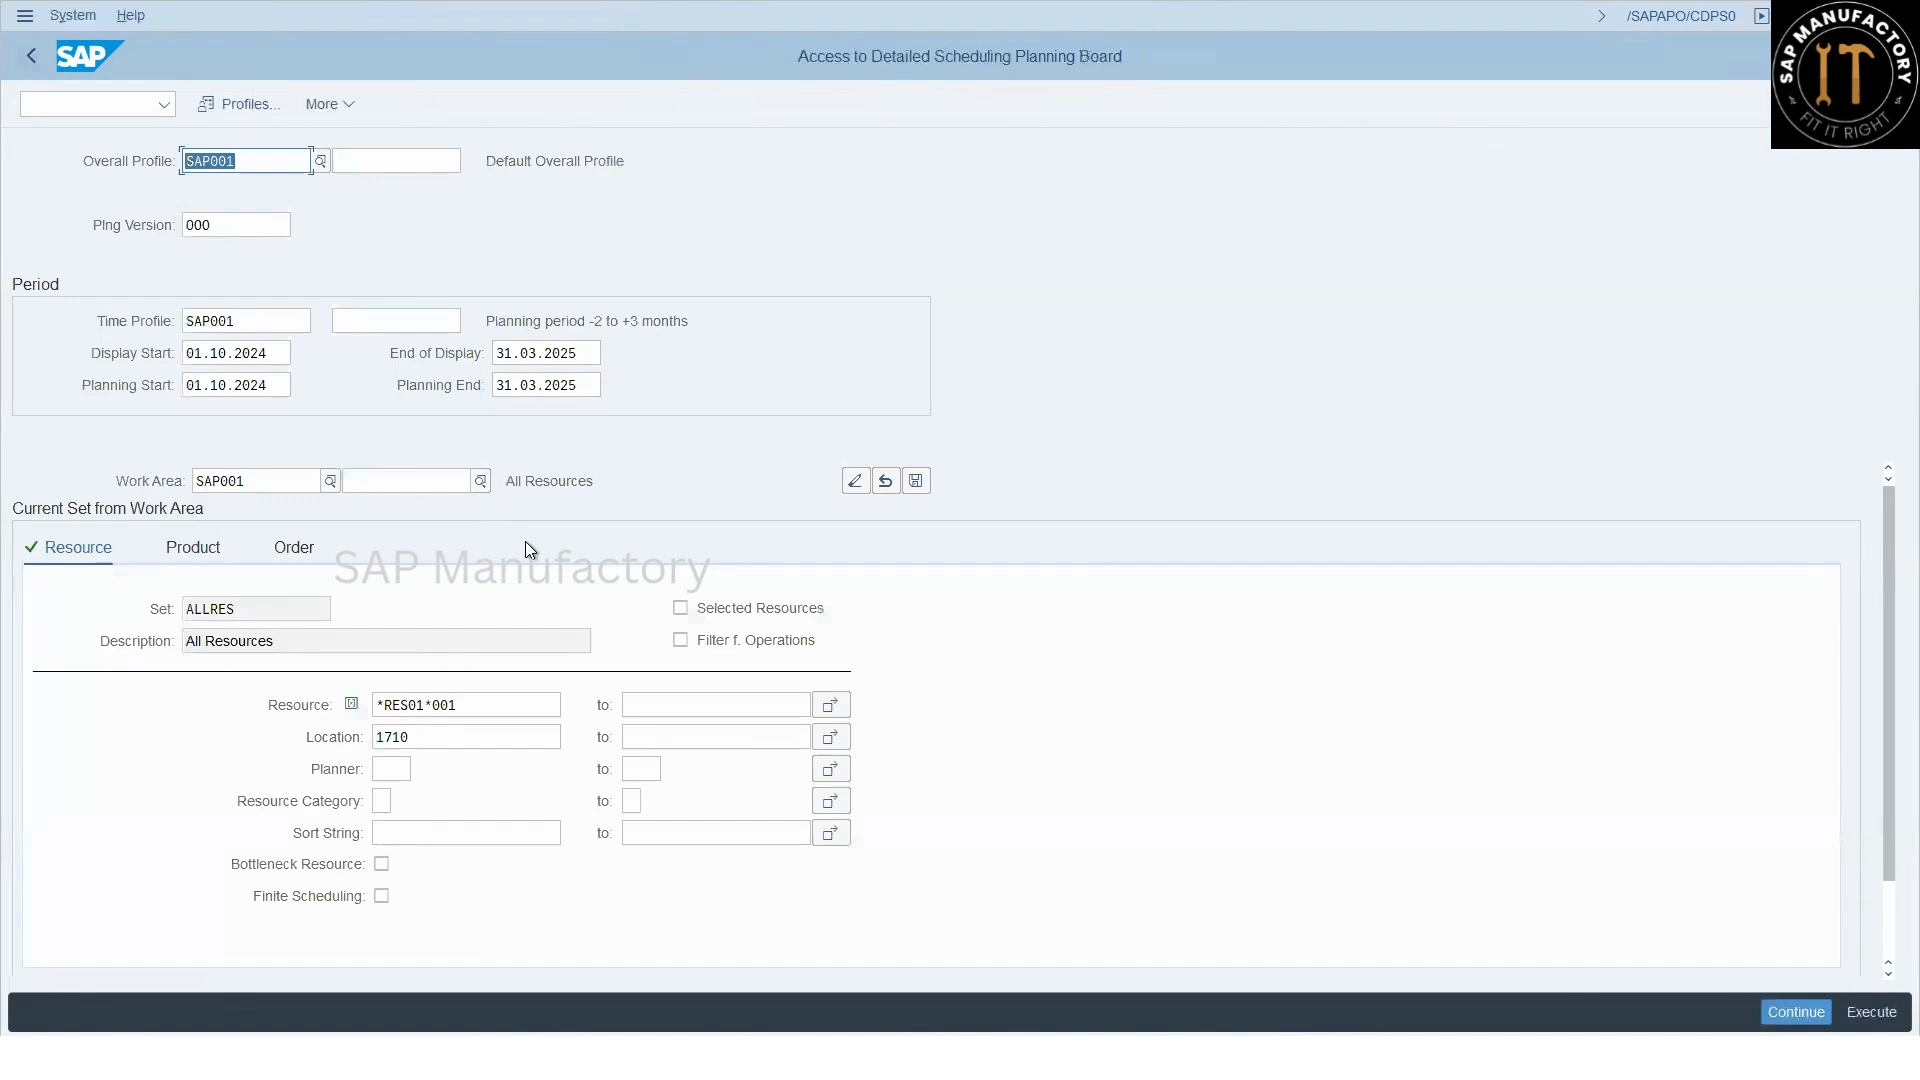 System Help /SAPAPO/CDPS0
SAP Access to Detailed Scheduling Planning Board
SAP MANUFACTORY
IT
FIT IT RIGHT
Profiles... More
Overall Profile: SAP001 Default Overall Profile
Plng Version: 000
Period
Time Profile: SAP001 Planning period -2 to +3 months
Display Start: 01.10.2024 End of Display: 31.03.2025
Planning Start: 01.10.2024 Planning End: 31.03.2025
Work Area: SAP001 All Resources
Current Set from Work Area
Resource Product Order
SAP Manufactory
Set: ALLRES Selected Resources
Description: All Resources Filter f. Operations
Resource: *RES01*001 to:
Location: 1710 to:
Planner: to:
Resource Category: to:
Sort String: to:
Bottleneck Resource:
Finite Scheduling:
Continue Execute